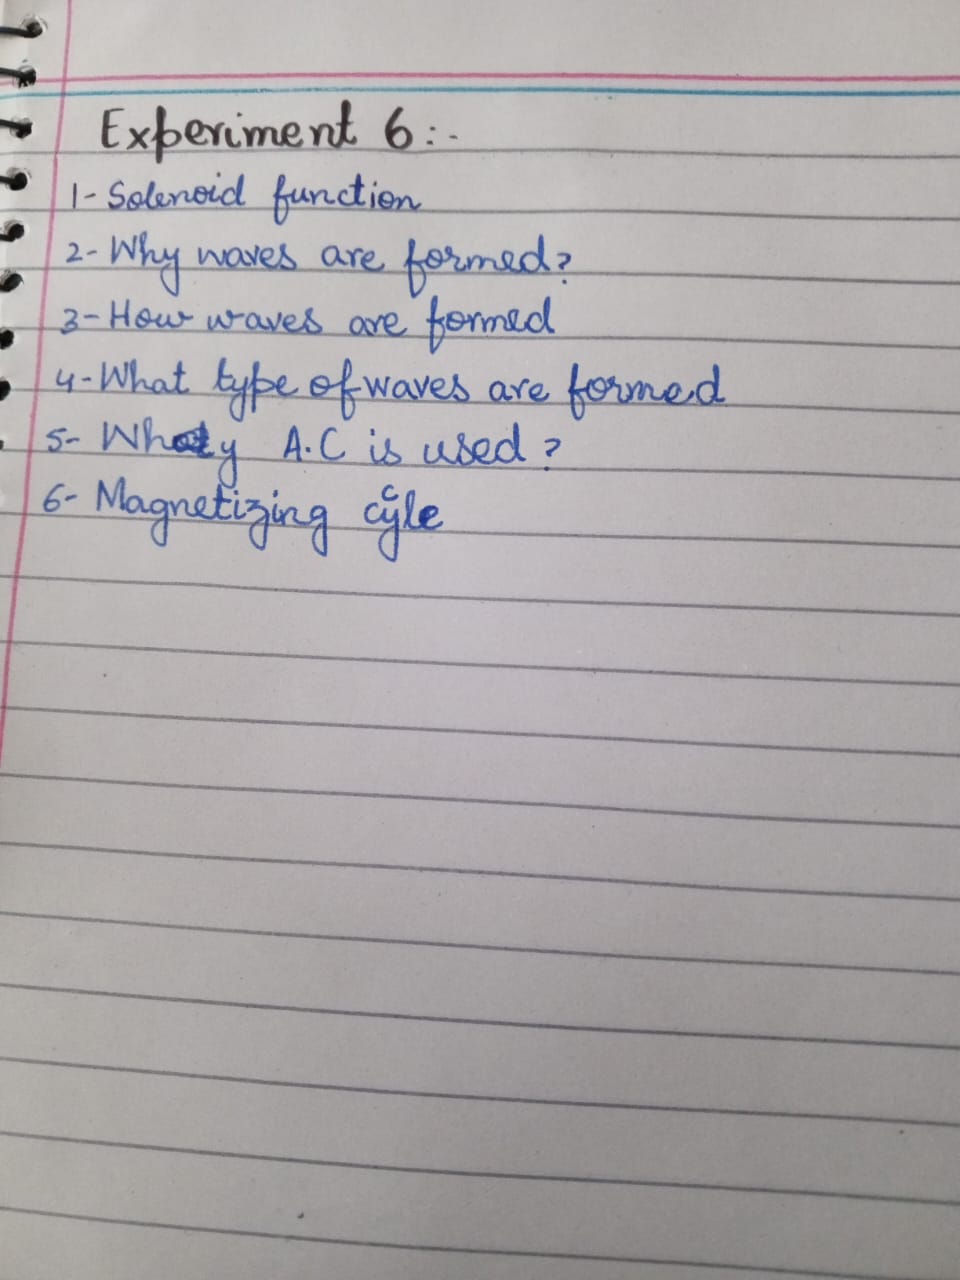 Experiment 6:-
1- Solenoid function
2- Why waves are formed?
3- How waves are formed
4- What type of waves are formed
5- Why A.C is used?
6- Magnetizing cycle